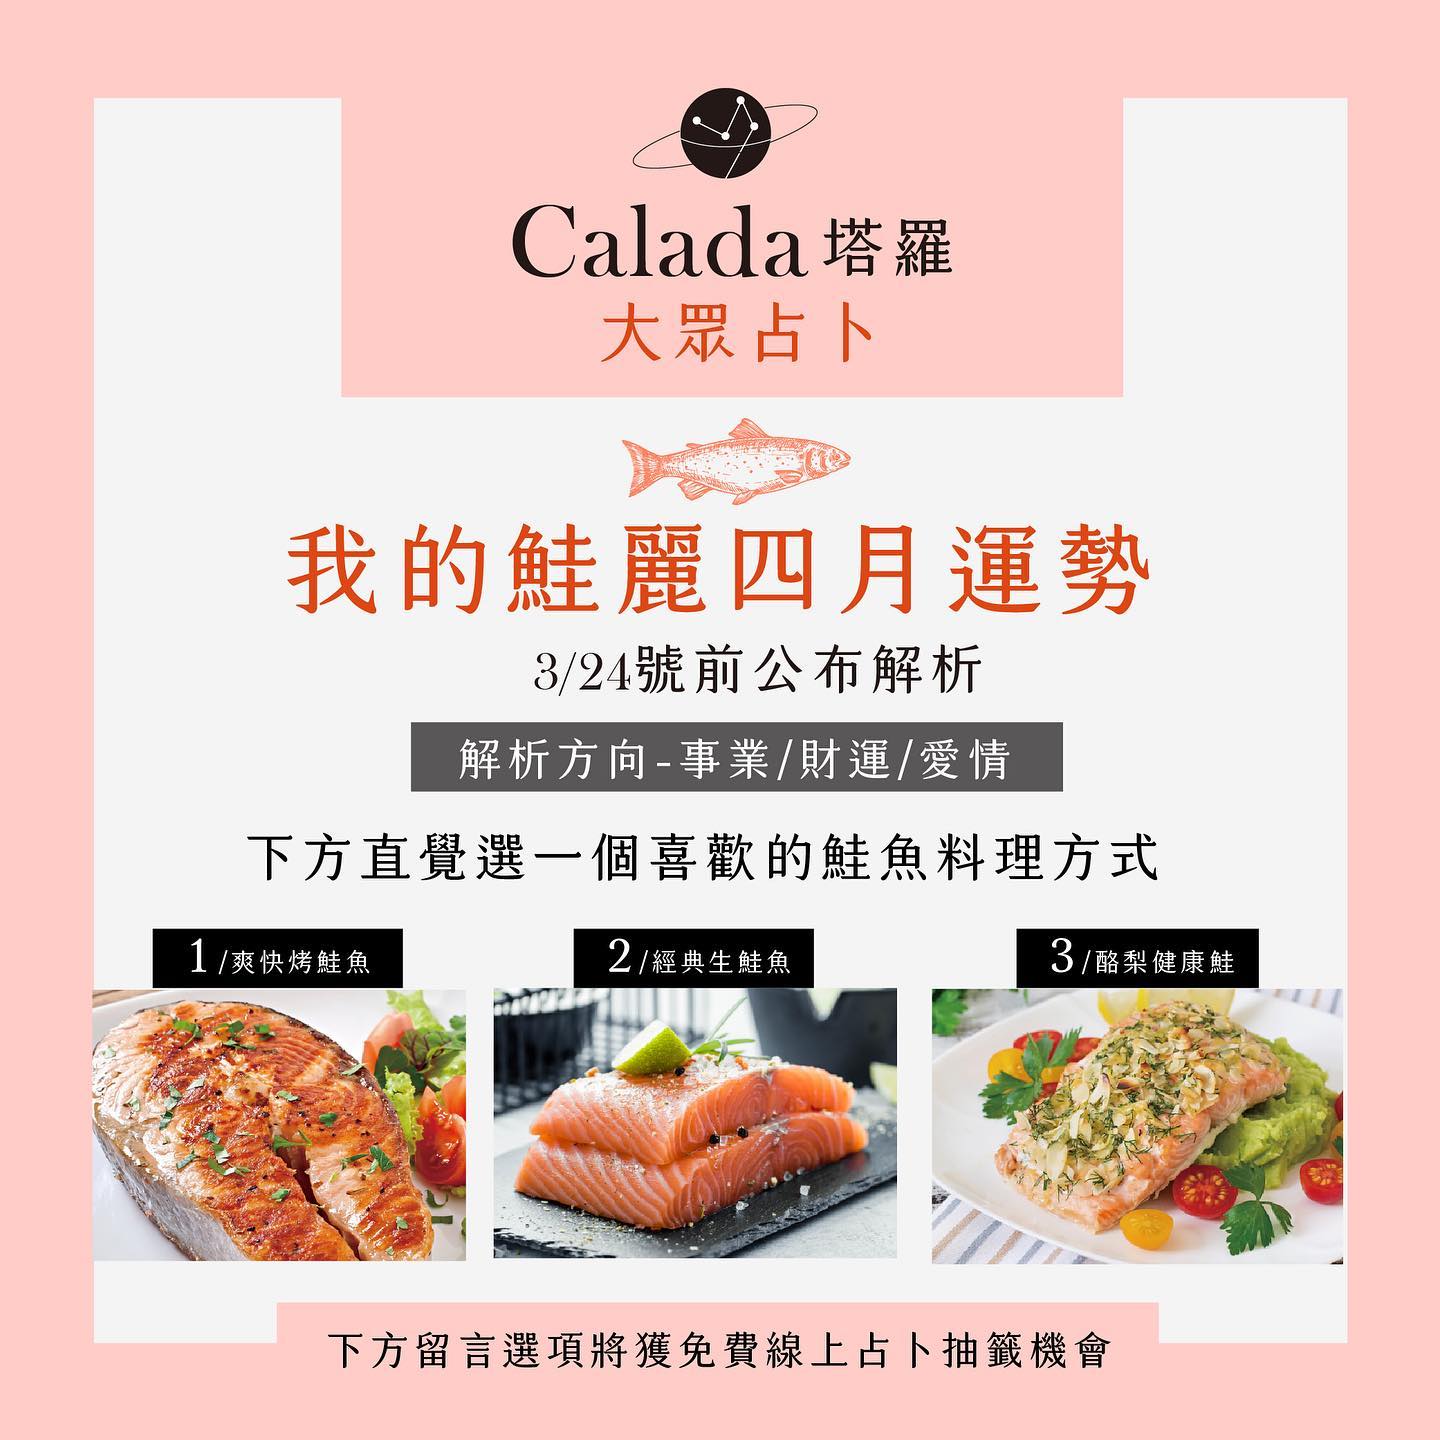 Calada 塔羅
大眾占卜
我的鮭麗四月運勢
3/24號前公布解析
解析方向-事業/財運/愛情
下方直覺選一個喜歡的鮭魚料理方式
1/爽快烤鮭魚
2/經典生鮭魚
3/酪梨健康鮭
下方留言選項將獲免費線上占卜抽籤機會